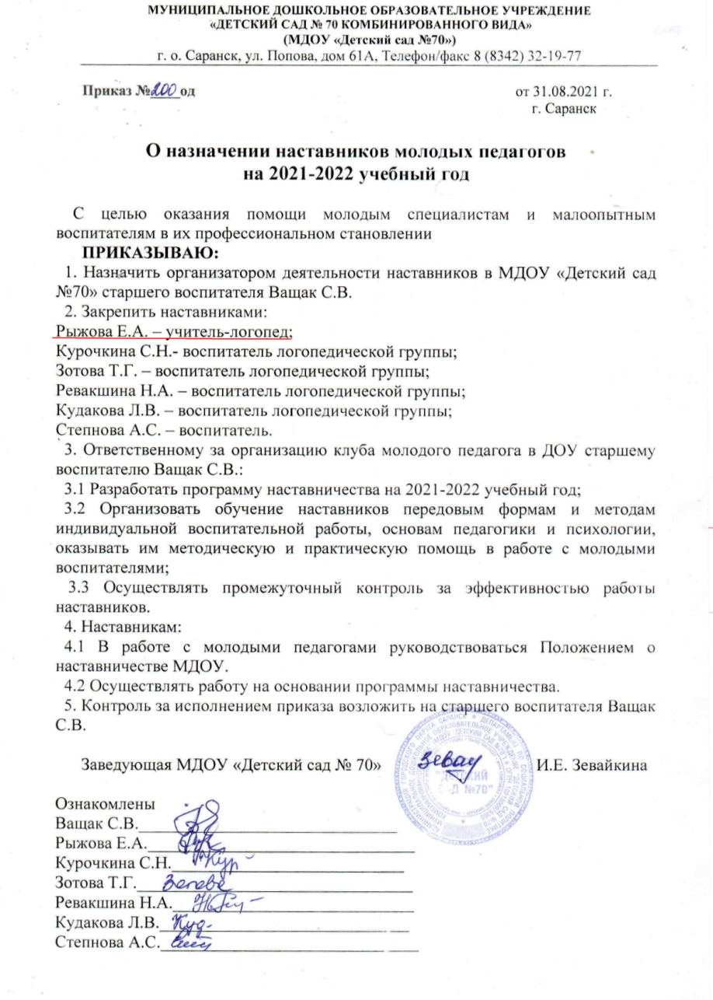 МУНИЦИПАЛЬНОЕ ДОШКОЛЬНОЕ ОБРАЗОВАТЕЛЬНОЕ УЧРЕЖДЕНИЕ
«ДЕТСКИЙ САД № 70 КОМБИНИРОВАННОГО ВИДА»
(МДОУ «Детский сад №70»)
г. о. Саранск, ул. Попова, дом 61А, Телефон/факс 8 (8342) 32-19-77
Приказ №200 од от 31.08.2021 г.
г. Саранск
О назначении наставников молодых педагогов
на 2021-2022 учебный год
С целью оказания помощи молодым специалистам и малоопытным
воспитателям в их профессиональном становлении
ПРИКАЗЫВАЮ:
1. Назначить организатором деятельности наставников в МДОУ «Детский сад
№70» старшего воспитателя Ващак С.В.
2. Закрепить наставниками:
Рыжова Е.А. – учитель-логопед;
Курочкина С.Н.- воспитатель логопедической группы;
Зотова Т.Г. – воспитатель логопедической группы;
Ревакшина Н.А. – воспитатель логопедической группы;
Кудакова Л.В. – воспитатель логопедической группы;
Степнова А.С. – воспитатель.
3. Ответственному за организацию клуба молодого педагога в ДОУ старшему
воспитателю Ващак С.В.:
3.1 Разработать программу наставничества на 2021-2022 учебный год;
3.2 Организовать обучение наставников передовым формам и методам
индивидуальной воспитательной работы, основам педагогики и психологии,
оказывать им методическую и практическую помощь в работе с молодыми
воспитателями;
3.3 Осуществлять промежуточный контроль за эффективностью работы
наставников.
4. Наставникам:
4.1 В работе с молодыми педагогами руководствоваться Положением о
наставничестве МДОУ.
4.2 Осуществлять работу на основании программы наставничества.
5. Контроль за исполнением приказа возложить на старшего воспитателя Ващак
С.В.
Заведующая МДОУ «Детский сад № 70» И.Е. Зевайкина
"ДЕТСКИЙ
САД №70"
Ознакомлены
Ващак С.В.
Рыжова Е.А.
Курочкина С.Н.
Зотова Т.Г.
Ревакшина Н.А.
Кудакова Л.В.
Степнова А.С.